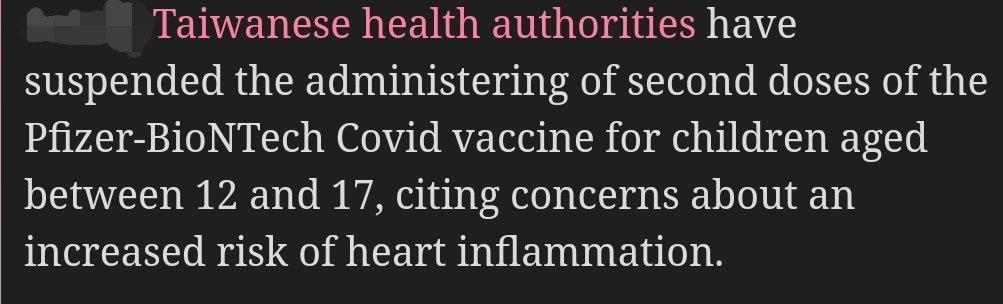 Taiwanese health authorities have
suspended the administering of second doses of the
Pfizer-BioNTech Covid vaccine for children aged
between 12 and 17, citing concerns about an
increased risk of heart inflammation.